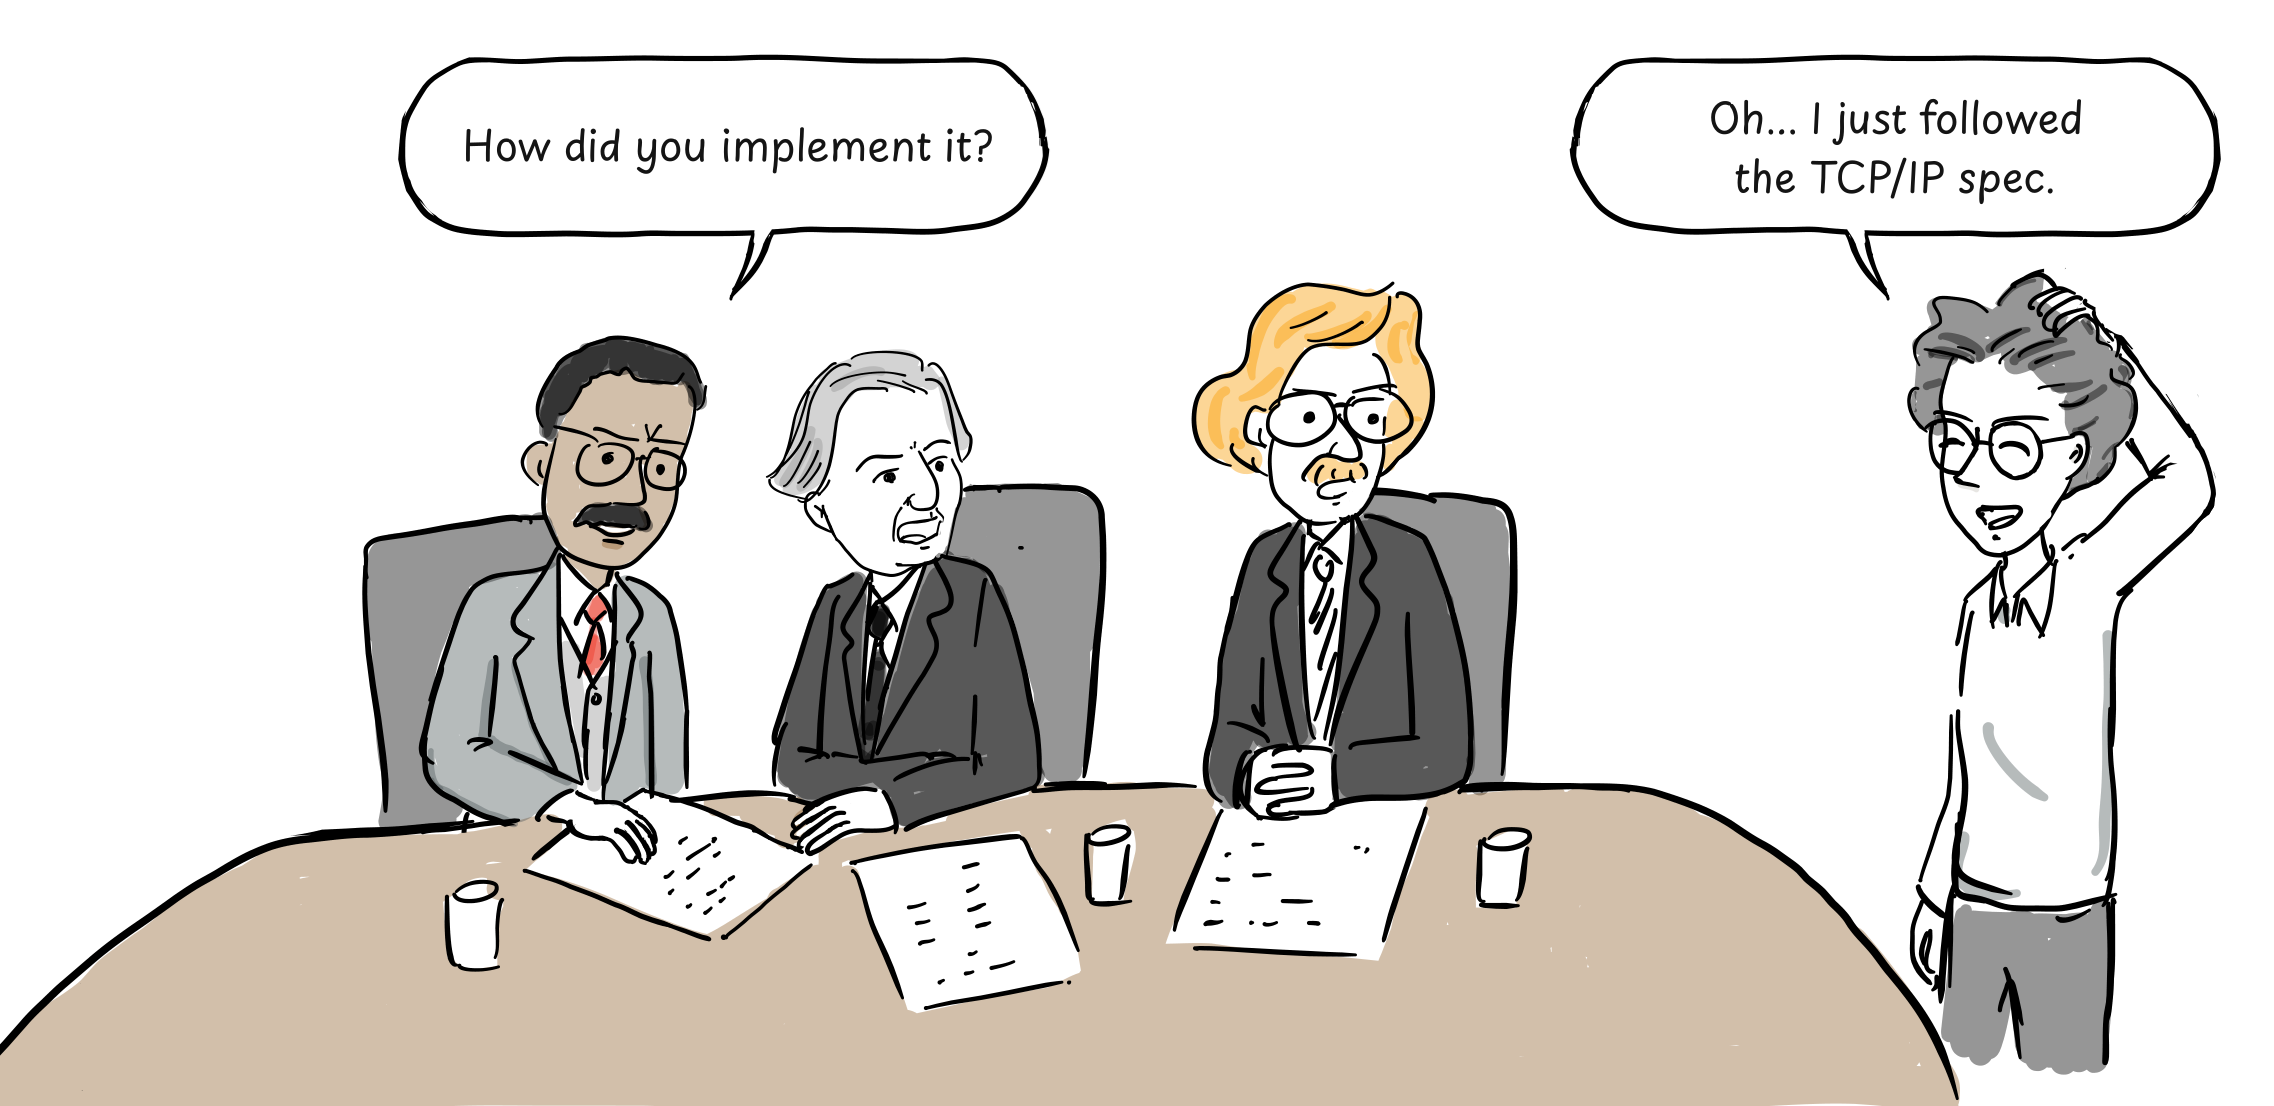 How did you implement it?
Oh... I just followed
the TCP/IP spec.